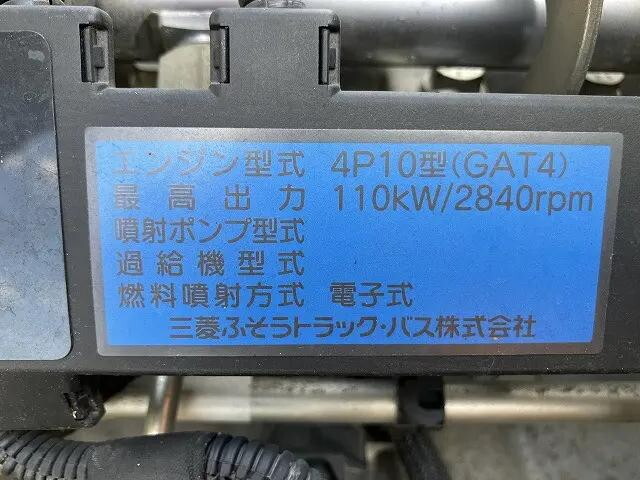 エンジン型式 4P10型(GAT4)
最高出力 110kW/2840rpm
噴射ポンプ型式
過給機型式
燃料噴射方式 電子式
三菱ふそうトラック・バス株式会社